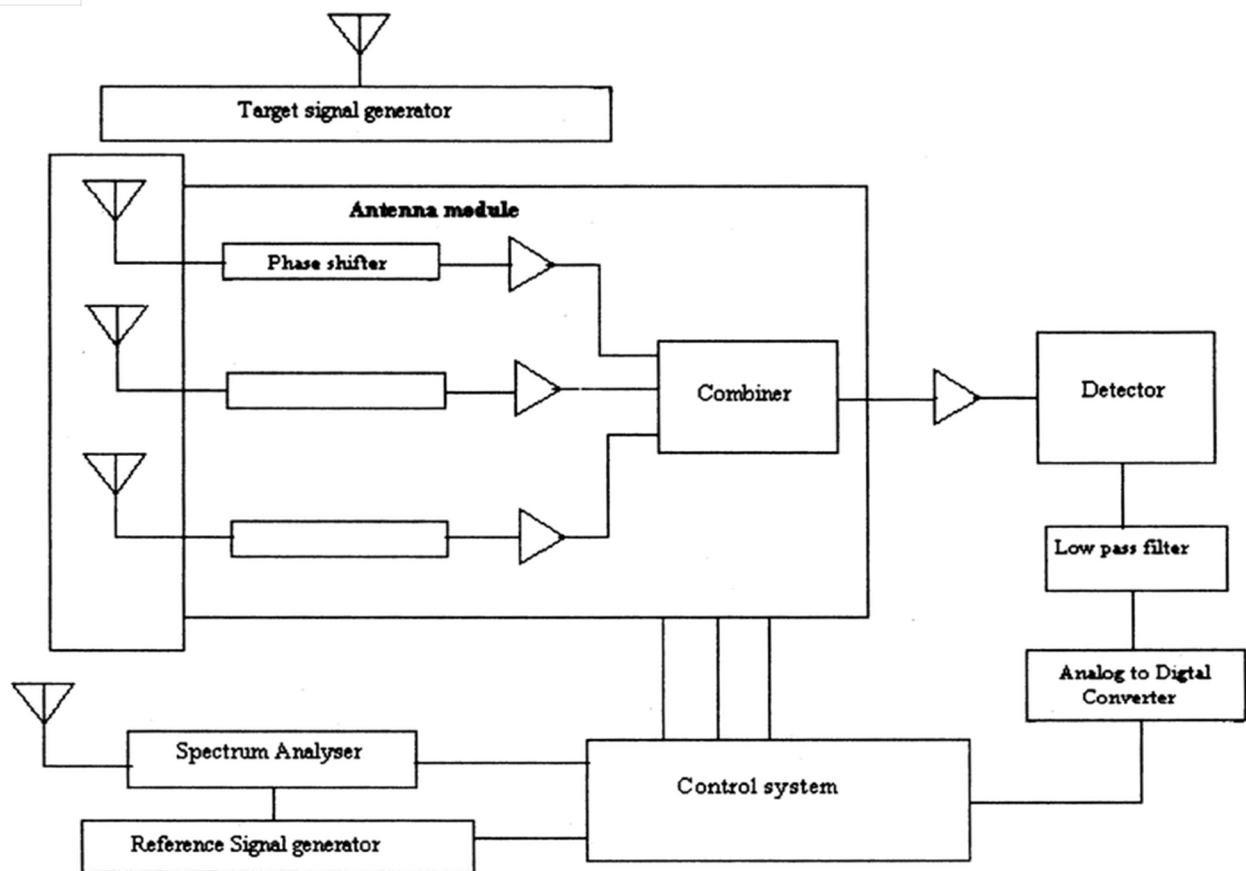 Target signal generator
Antenna module
Phase shifter
Combiner
Detector
Low pass filter
Analog to Digtal
Converter
Spectrum Analyser
Control system
Reference Signal generator